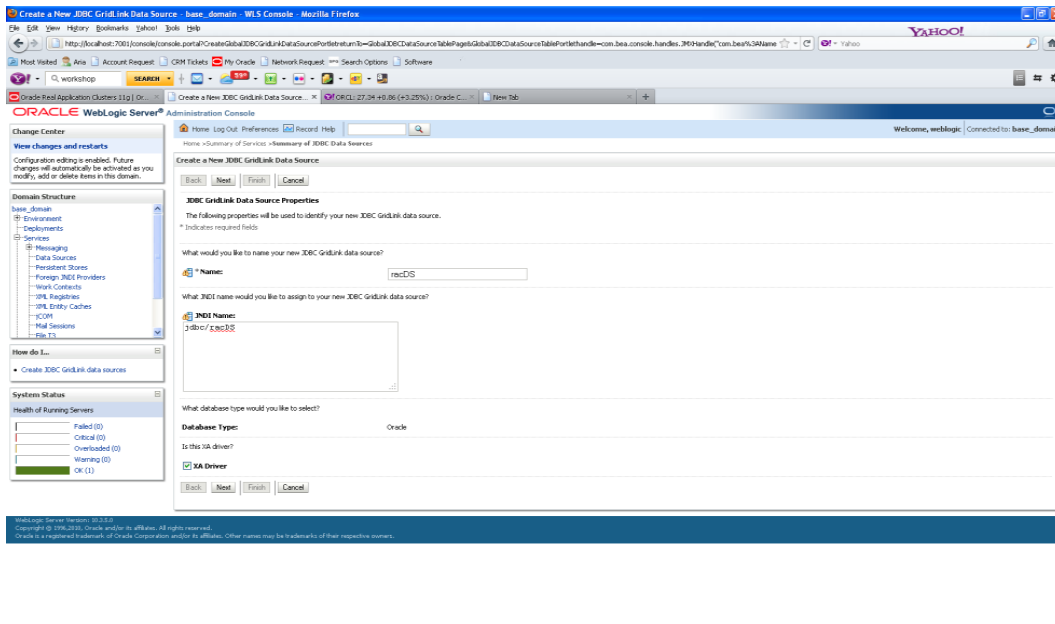 Create a New JDBC GridLink Data Source - base_domain - WLS Console - Mozilla Firefox
File Edit View History Bookmarks Yahoo! Tools Help
YAHOO!
Yahoo
Most Visited Aria Account Request CRM Tickets My Oracle Network Request Search Options Software
workshop SEARCH 59°
Oracle Real Application Clusters 11g | Or... Create a New JDBC GridLink Data Source... ORCL: 27.34 +0.86 (+3.25%) : Oracle C... New Tab
ORACLE WebLogic Server® Administration Console
Change Center
View changes and restarts
Configuration editing is enabled. Future
changes will automatically be activated as you
modify, add or delete items in this domain.
Domain Structure
base_domain
Environment
Deployments
Services
Messaging
Data Sources
Persistent Stores
Foreign JNDI Providers
Work Contexts
XML Registries
XML Entity Caches
jCOM
Mail Sessions
File T3
How do I...
Create JDBC GridLink data sources
System Status
Health of Running Servers
Failed (0)
Critical (0)
Overloaded (0)
Warning (0)
OK (1)
Home Log Out Preferences Record Help
Welcome, weblogic Connected to: base_domai
Home >Summary of Services >Summary of JDBC Data Sources
Create a New JDBC GridLink Data Source
Back Next Finish Cancel
JDBC GridLink Data Source Properties
The following properties will be used to identify your new JDBC GridLink data source.
* Indicates required fields
What would you like to name your new JDBC GridLink data source?
* Name: racDS
What JNDI name would you like to assign to your new JDBC GridLink data source?
JNDI Name:
jdbc/racDS
What database type would you like to select?
Database Type: Oracle
Is this XA driver?
XA Driver
Back Next Finish Cancel
WebLogic Server Version: 10.3.5.0
Copyright © 1996,2010, Oracle and/or its affiliates. All rights reserved.
Oracle is a registered trademark of Oracle Corporation and/or its affiliates. Other names may be trademarks of their respective owners.